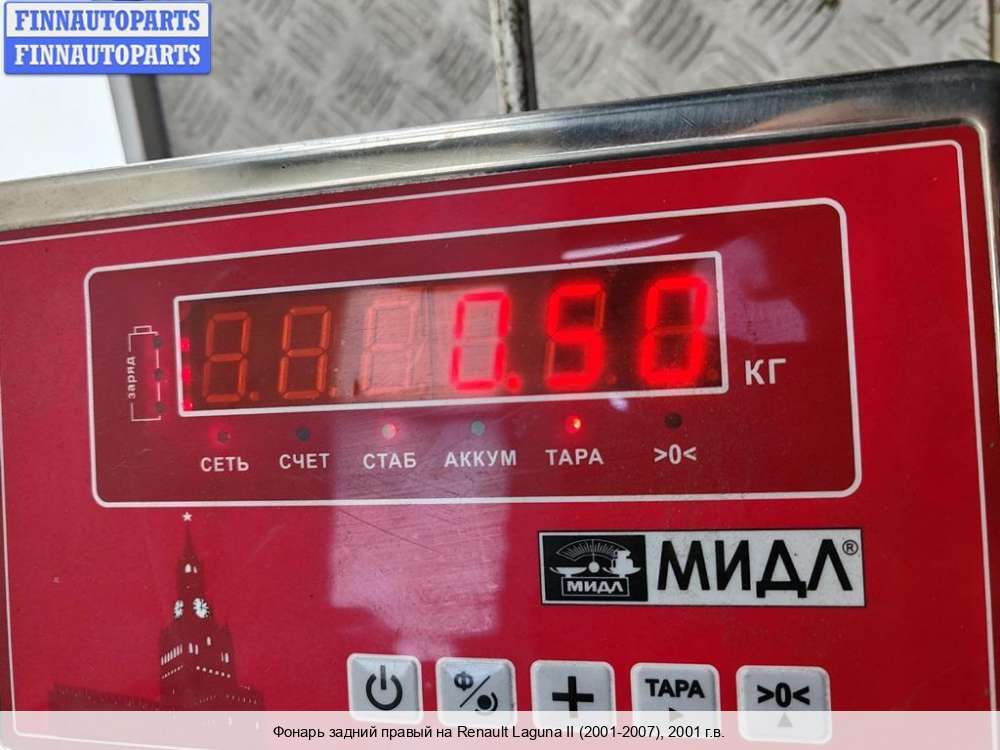 FINNAUTOPARTS
FINNAUTOPARTS
заряд
0.50
КГ
СЕТЬ СЧЕТ СТАБ АККУМ ТАРА >0<
МИДЛ
МИДЛ®
Ф
+
ТАРА
>0<
Фонарь задний правый на Renault Laguna II (2001-2007), 2001 г.в.